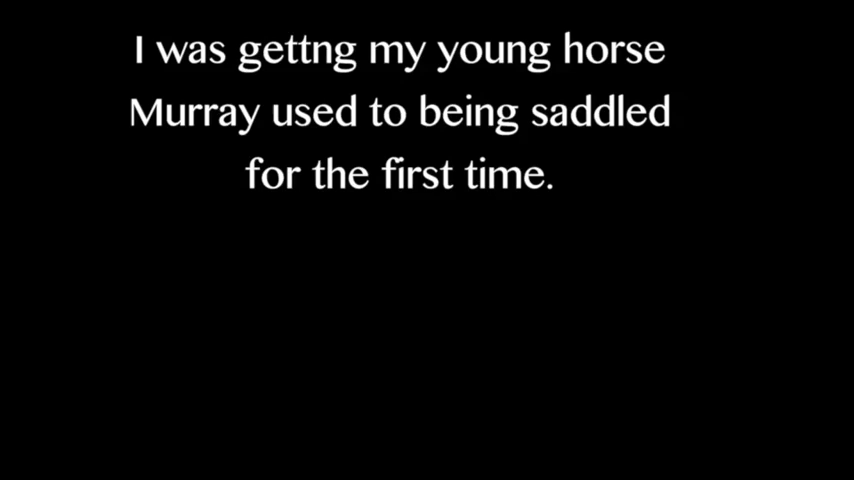 I was gettng my young horse
Murray used to being saddled
for the first time.